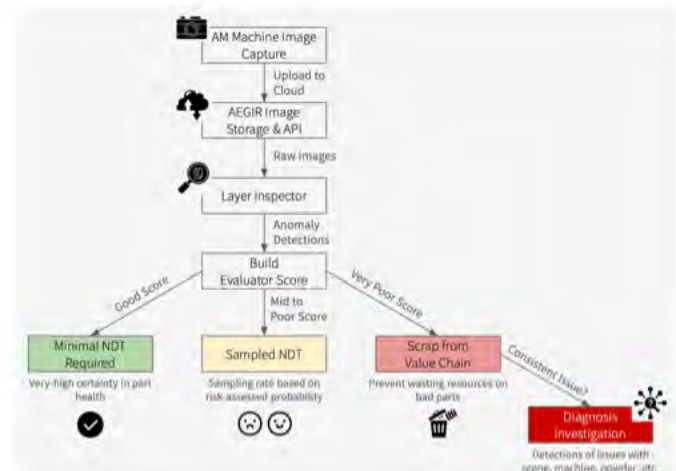 AM Machine Image
Capture
Upload to
Cloud
AEGIR Image
Storage & API
Raw images
Layer Inspector
Anomaly
Detections
Build
Evaluator Score
Good Score
Mid to
Poor Score
Very Poor Score
Minimal NDT
Required
Very-high certainty in part
health
Sampled NDT
Sampling rate based on
risk assessed probability
Scrap from
Value Chain
Prevent wasting resources on
bad parts
Consistent Issue?
Diagnosis
Investigation
Detections of issues with
scene, machine, powder, etc.